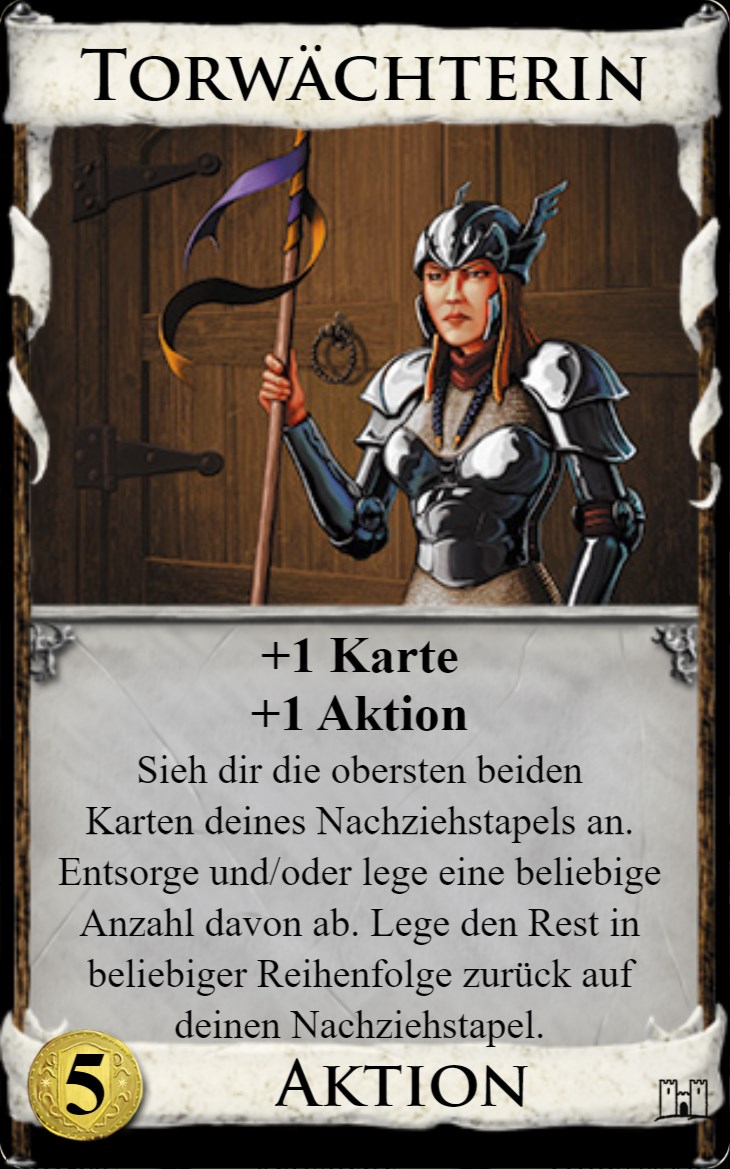 Torwächterin
+1 Karte
+1 Aktion
Sieh dir die obersten beiden
Karten deines Nachziehstapels an.
Entsorge und/oder lege eine beliebige
Anzahl davon ab. Lege den Rest in
beliebiger Reihenfolge zurück auf
deinen Nachziehstapel.
5
Aktion